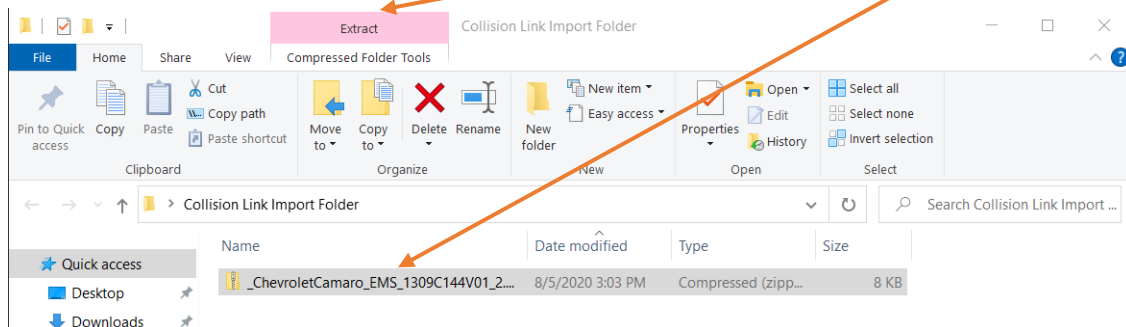 Extract
Collision Link Import Folder
File Home Share View Compressed Folder Tools
Pin to Quick access
Copy
Paste
Cut
Copy path
Paste shortcut
Move to
Copy to
Delete
Rename
New folder
New item
Easy access
Properties
Open
Edit
History
Select all
Select none
Invert selection
Clipboard
Organize
New
Open
Select
Collision Link Import Folder
Search Collision Link Import ...
Name Date modified Type Size
Quick access
_ChevroletCamaro_EMS_1309C144V01_2.... 8/5/2020 3:03 PM Compressed (zipp... 8 KB
Desktop
Downloads